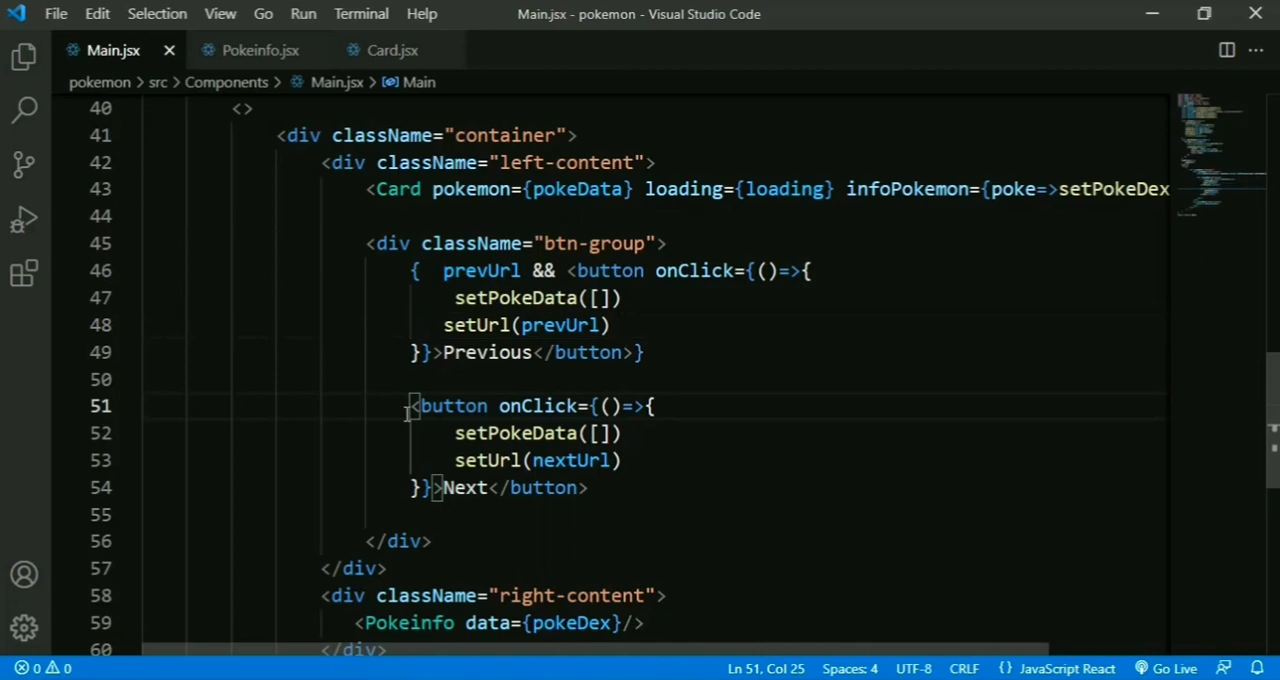 File Edit Selection View Go Run Terminal Help Main.jsx - pokemon - Visual Studio Code
Main.jsx Pokeinfo.jsx Card.jsx
pokemon > src > Components > Main.jsx > Main
40 <>
41 <div className="container">
42 <div className="left-content">
43 <Card pokemon={pokeData} loading={loading} infoPokemon={poke=>setPokeDex
44
45 <div className="btn-group">
46 { prevUrl && <button onClick={()=>{
47 setPokeData([])
48 setUrl(prevUrl)
49 }}>Previous</button>}
50
51 <button onClick={()=>{
52 setPokeData([])
53 setUrl(nextUrl)
54 }}>Next</button>
55
56 </div>
57 </div>
58 <div className="right-content">
59 <Pokeinfo data={pokeDex}/>
60 </div>
0 0 Ln 51, Col 25 Spaces: 4 UTF-8 CRLF {} JavaScript React Go Live